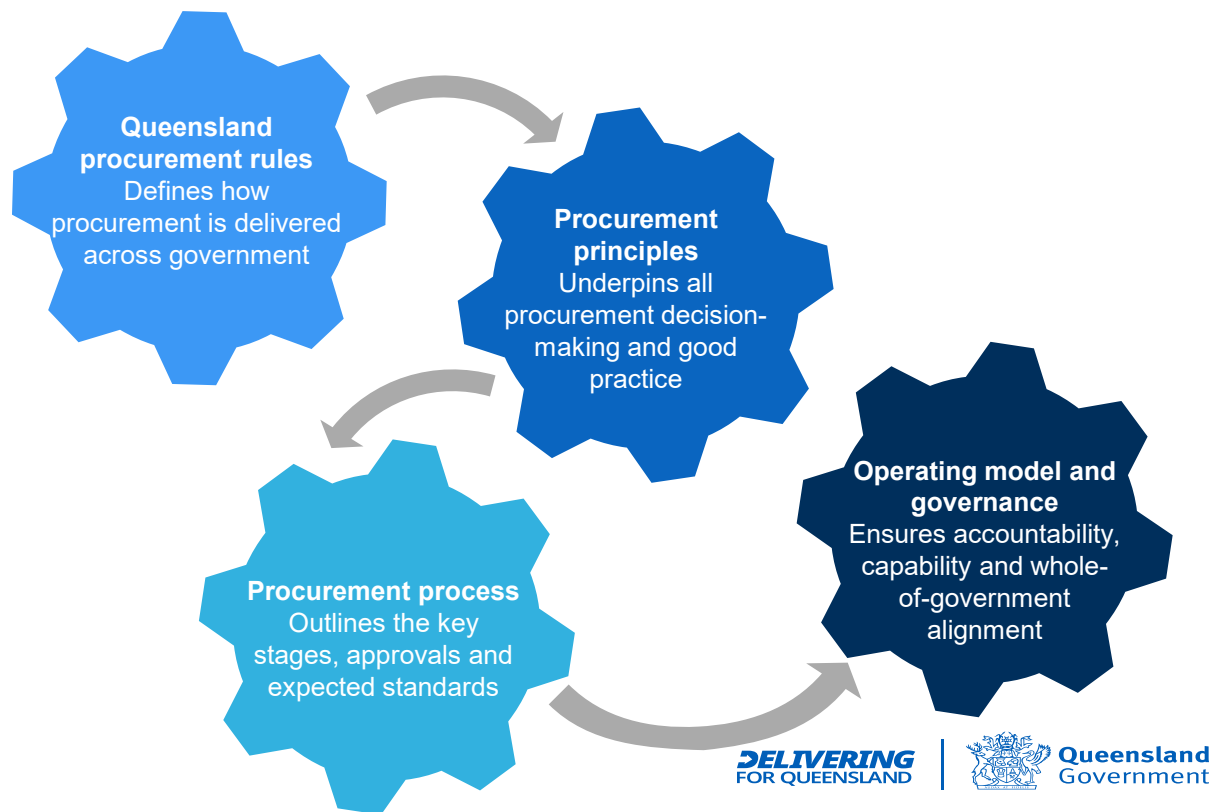 Queensland
procurement rules
Defines how
procurement is delivered
across government
Procurement
principles
Underpins all
procurement decision-
making and good
practice
Procurement process
Outlines the key
stages, approvals and
expected standards
Operating model and
governance
Ensures accountability,
capability and whole-
of-government
alignment
DELIVERING
FOR QUEENSLAND
Queensland
Government